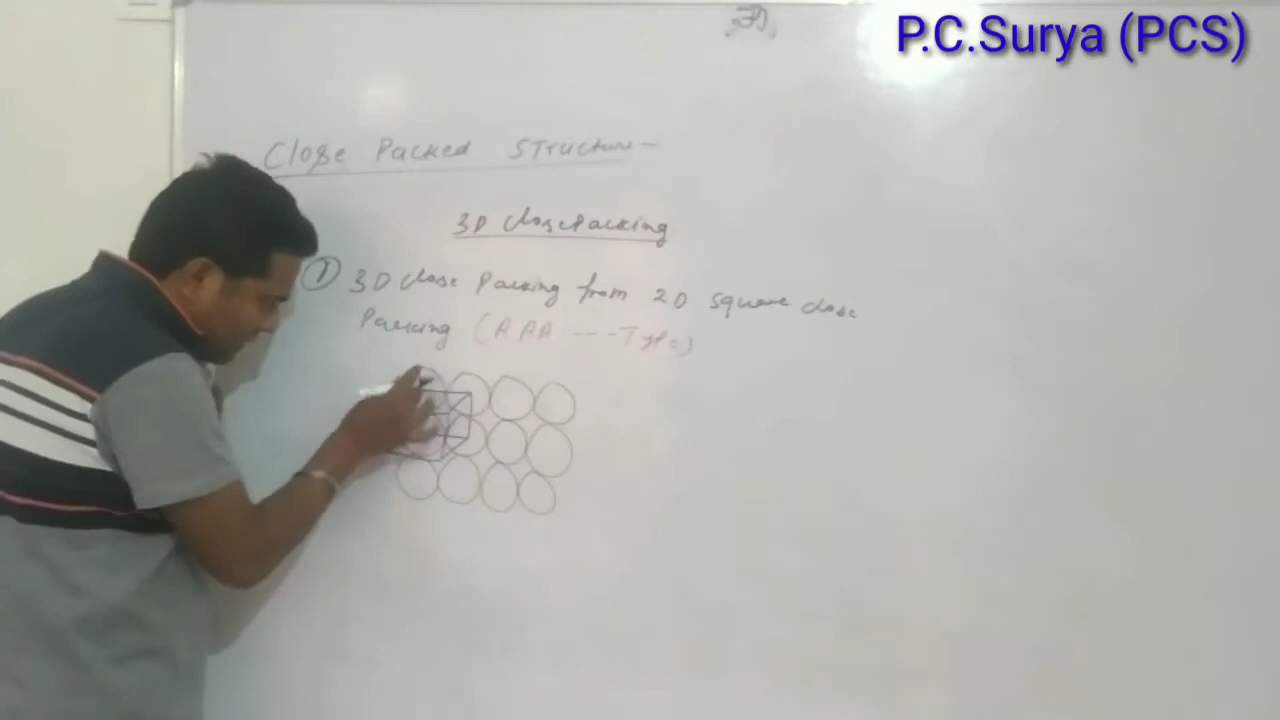 ॐ
P.C.Surya (PCS)
Close Packed Structure-
3D close Packing
① 3D close Packing from 2D square close
Packing (AAA ---Type)